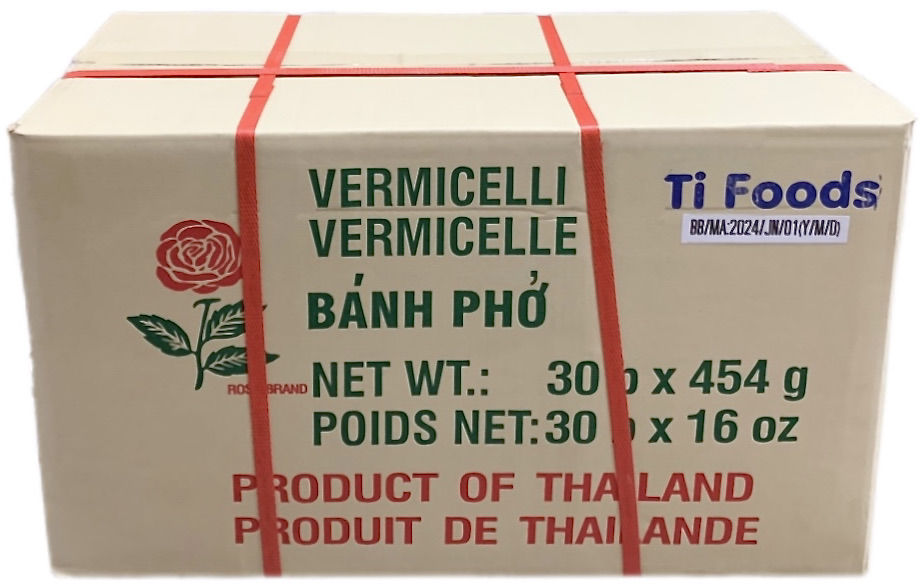 VERMICELLI
VERMICELLE
BÁNH PHỞ
Ti Foods
BB/MA:2024/JN/01(Y/M/D)
BRAND
NET WT.: 30 x 454 g
POIDS NET: 30 x 16 oz
PRODUCT OF THAILAND
PRODUIT DE THAILANDE